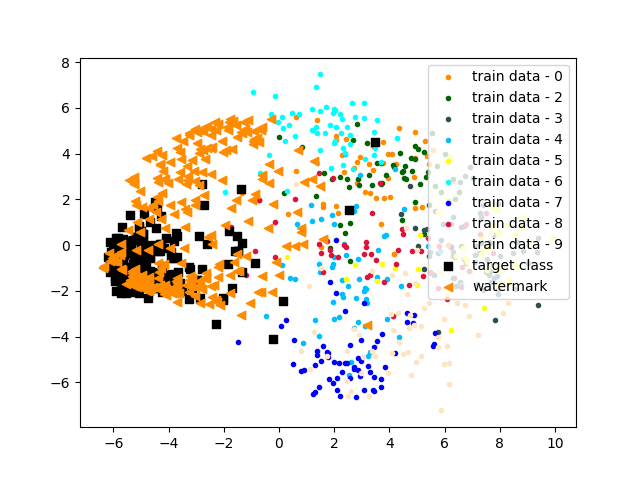 8
6
4
2
0
−2
−4
−6
−6
−4
−2
0
2
4
6
8
10
train data - 0
train data - 2
train data - 3
train data - 4
train data - 5
train data - 6
train data - 7
train data - 8
train data - 9
target class
watermark